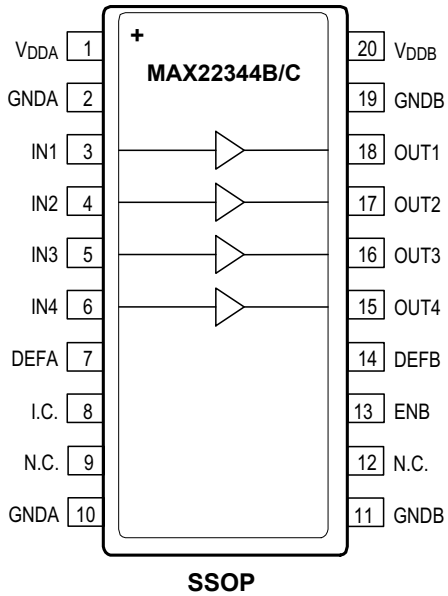 +
MAX22344B/C
VDDA 1 20 VDDB
GNDA 2 19 GNDB
IN1 3 18 OUT1
IN2 4 17 OUT2
IN3 5 16 OUT3
IN4 6 15 OUT4
DEFA 7 14 DEFB
I.C. 8 13 ENB
N.C. 9 12 N.C.
GNDA 10 11 GNDB
SSOP